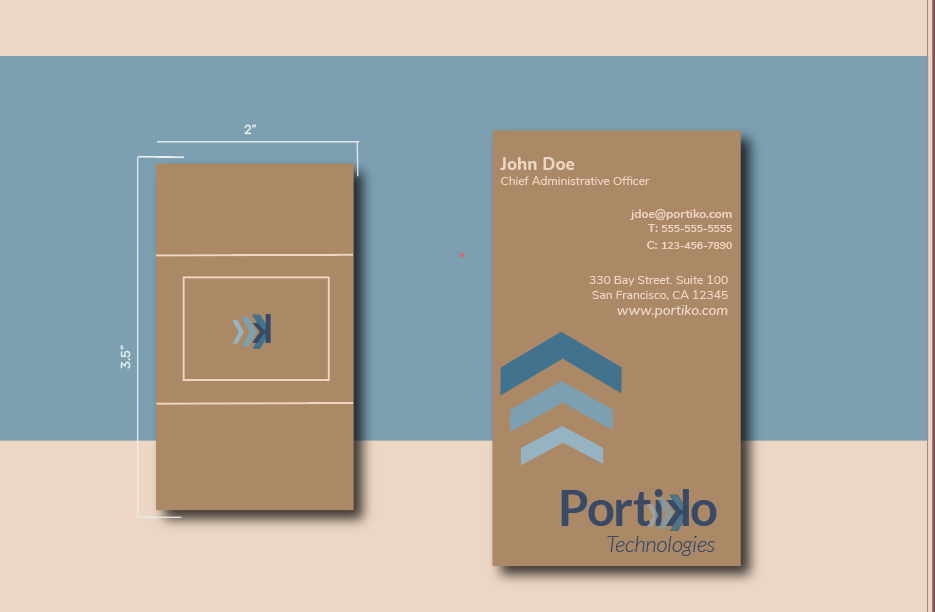 2"
3.5"
John Doe
Chief Administrative Officer
jdoe@portiko.com
T: 555-555-5555
C: 123-456-7890
330 Bay Street. Suite 100
San Francisco, CA 12345
www.portiko.com
Portiko
Technologies